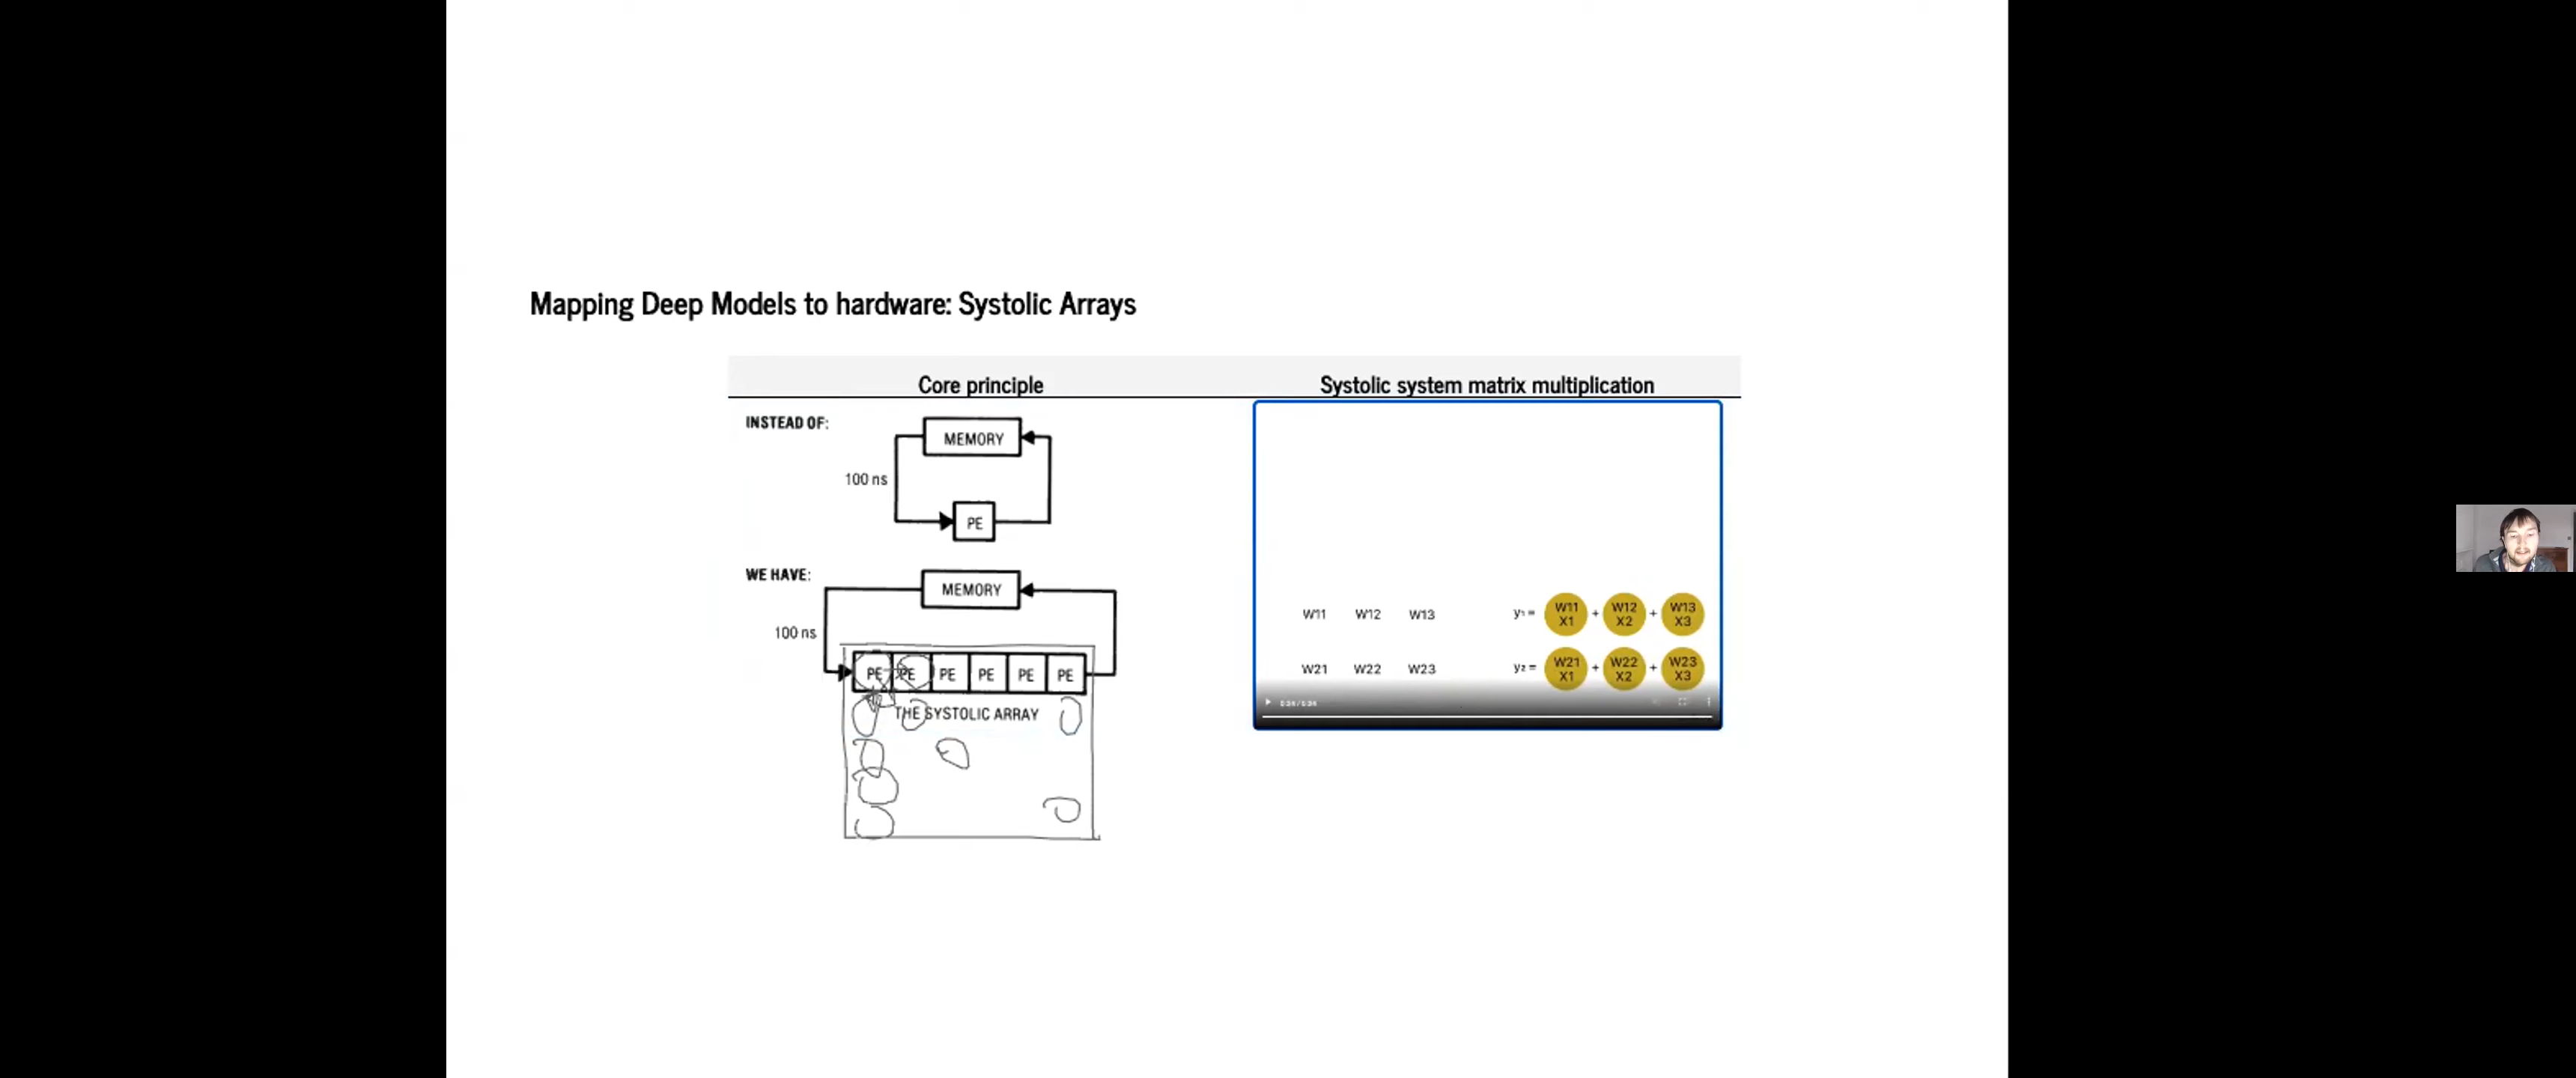 Mapping Deep Models to hardware: Systolic Arrays
Core principle
INSTEAD OF:
MEMORY
100 ns
PE
WE HAVE:
MEMORY
100 ns
PE PE PE PE PE PE
THE SYSTOLIC ARRAY
Systolic system matrix multiplication
W11 W12 W13 y₁ = W11 X1 + W12 X2 + W13 X3
W21 W22 W23 y₂ = W21 X1 + W22 X2 + W23 X3